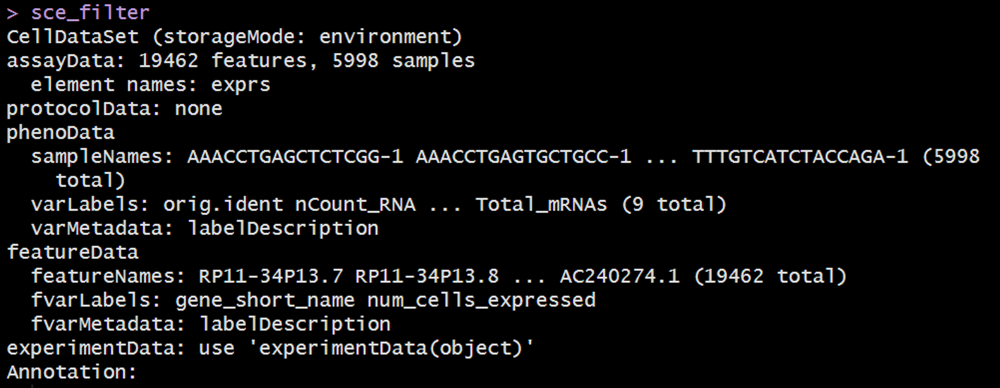 > sce_filter
CellDataSet (storageMode: environment)
assayData: 19462 features, 5998 samples
  element names: exprs
protocolData: none
phenoData
  sampleNames: AAACCTGAGCTCTCGG-1 AAACCTGAGTGCTGCC-1 ... TTTGTCATCTACCAGA-1 (5998
    total)
  varLabels: orig.ident nCount_RNA ... Total_mRNAs (9 total)
  varMetadata: labelDescription
featureData
  featureNames: RP11-34P13.7 RP11-34P13.8 ... AC240274.1 (19462 total)
  fvarLabels: gene_short_name num_cells_expressed
  fvarMetadata: labelDescription
experimentData: use 'experimentData(object)'
Annotation: